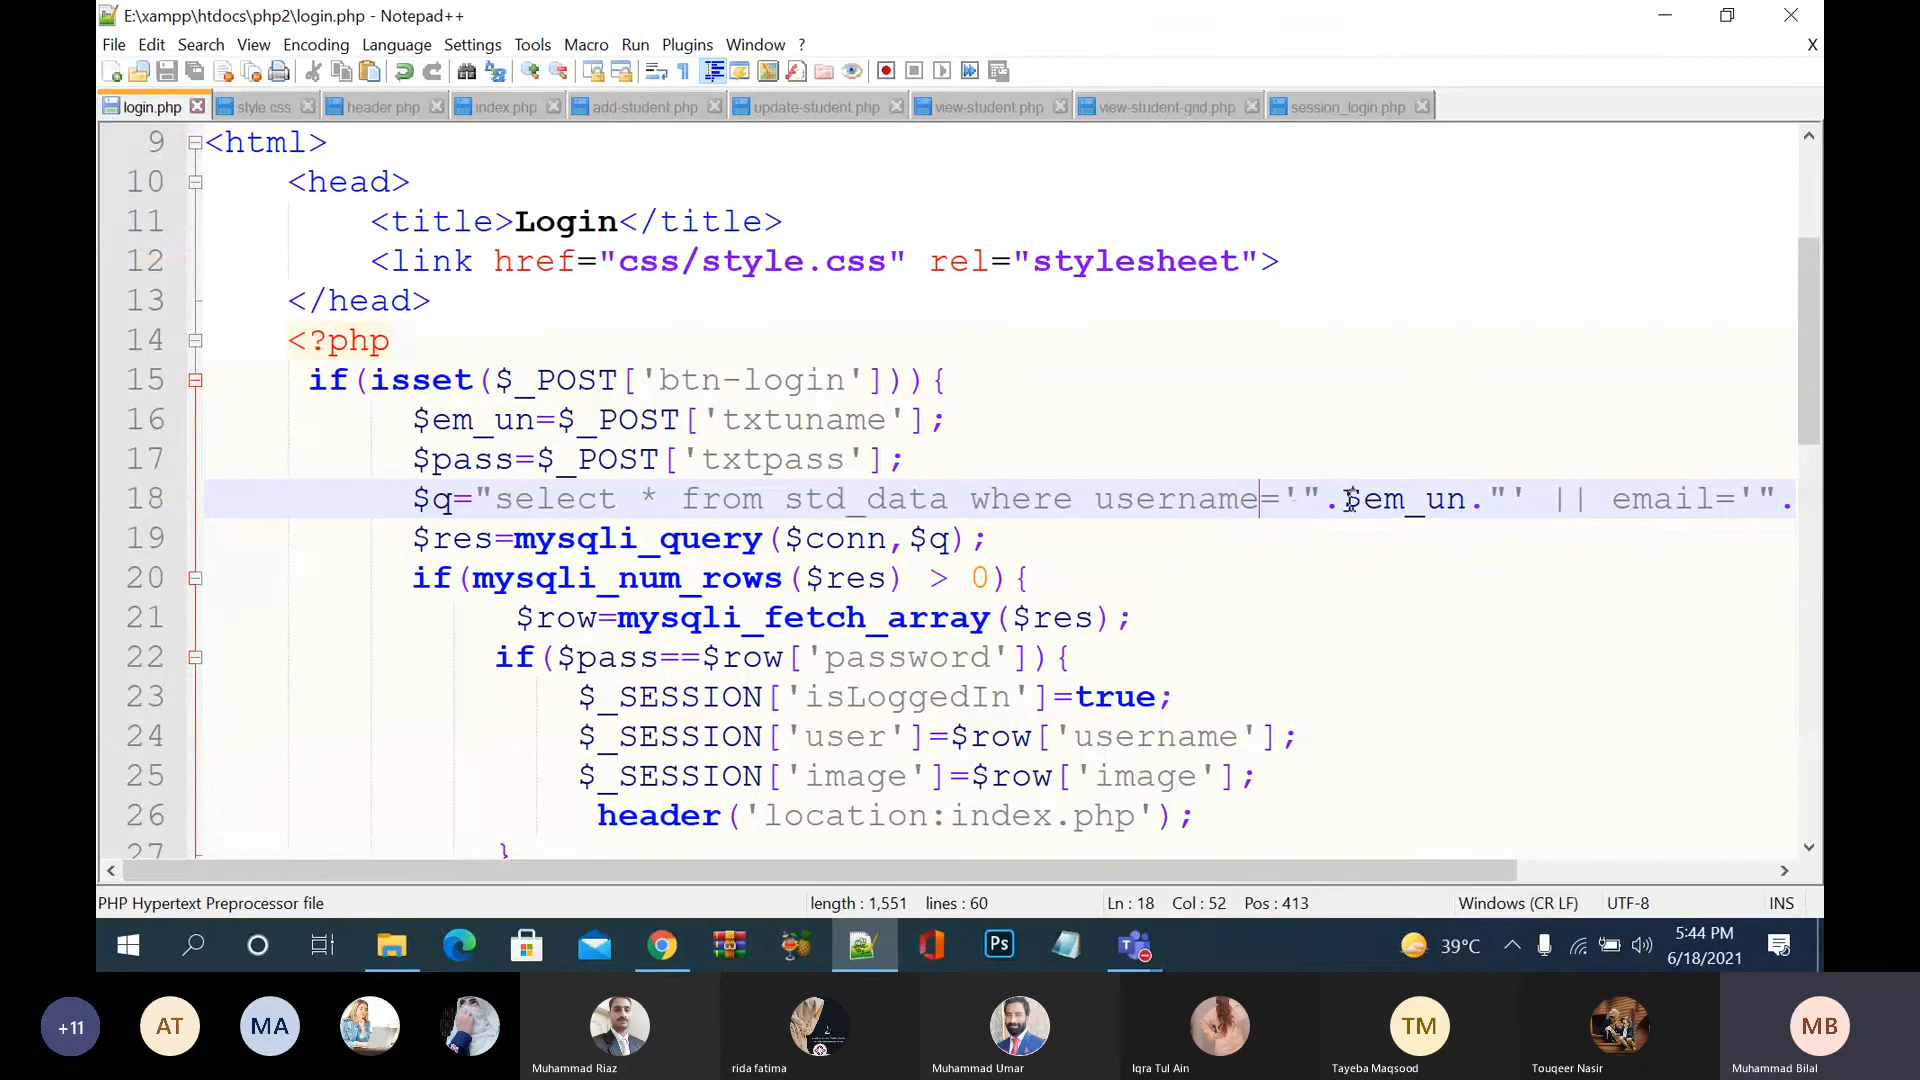 E:\xampp\htdocs\php2\login.php - Notepad++
File Edit Search View Encoding Language Settings Tools Macro Run Plugins Window ? X
login.php style.css header.php index.php add-student.php update-student.php view-student.php view-student-grid.php session_login.php
9 <html>
10 <head>
11 <title>Login</title>
12 <link href="css/style.css" rel="stylesheet">
13 </head>
14 <?php
15 if(isset($_POST['btn-login'])){
16 $em_un=$_POST['txtuname'];
17 $pass=$_POST['txtpass'];
18 $q="select * from std_data where username='".$em_un."' || email='".
19 $res=mysqli_query($conn,$q);
20 if(mysqli_num_rows($res) > 0){
21 $row=mysqli_fetch_array($res);
22 if($pass==$row['password']){
23 $_SESSION['isLoggedIn']=true;
24 $_SESSION['user']=$row['username'];
25 $_SESSION['image']=$row['image'];
26 header('location:index.php');
27 }
PHP Hypertext Preprocessor file length : 1,551 lines : 60 Ln : 18 Col : 52 Pos : 413 Windows (CR LF) UTF-8 INS
Ps 39°C 5:44 PM
6/18/2021
+11 AT MA TM MB
Muhammad Riaz rida fatima Muhammad Umar Iqra Tul Ain Tayeba Maqsood Touqeer Nasir Muhammad Bilal